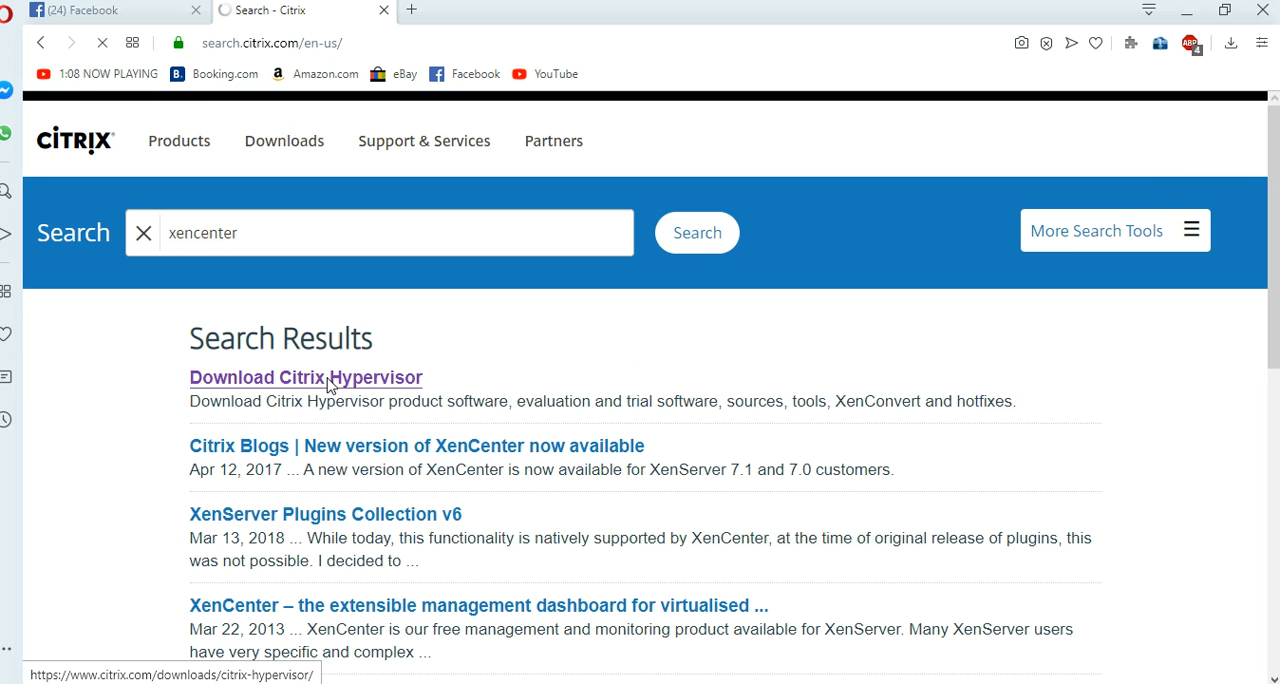 (24) Facebook
Search - Citrix
search.citrix.com/en-us/
ABP 4
1:08 NOW PLAYING
B. Booking.com
a Amazon.com
eBay
Facebook
YouTube
CİTRIX®
Products
Downloads
Support & Services
Partners
Search
xencenter
Search
More Search Tools
Search Results
Download Citrix Hypervisor
Download Citrix Hypervisor product software, evaluation and trial software, sources, tools, XenConvert and hotfixes.
Citrix Blogs | New version of XenCenter now available
Apr 12, 2017 ... A new version of XenCenter is now available for XenServer 7.1 and 7.0 customers.
XenServer Plugins Collection v6
Mar 13, 2018 ... While today, this functionality is natively supported by XenCenter, at the time of original release of plugins, this
was not possible. I decided to ...
XenCenter – the extensible management dashboard for virtualised ...
Mar 22, 2013 ... XenCenter is our free management and monitoring product available for XenServer. Many XenServer users
have very specific and complex ...
https://www.citrix.com/downloads/citrix-hypervisor/